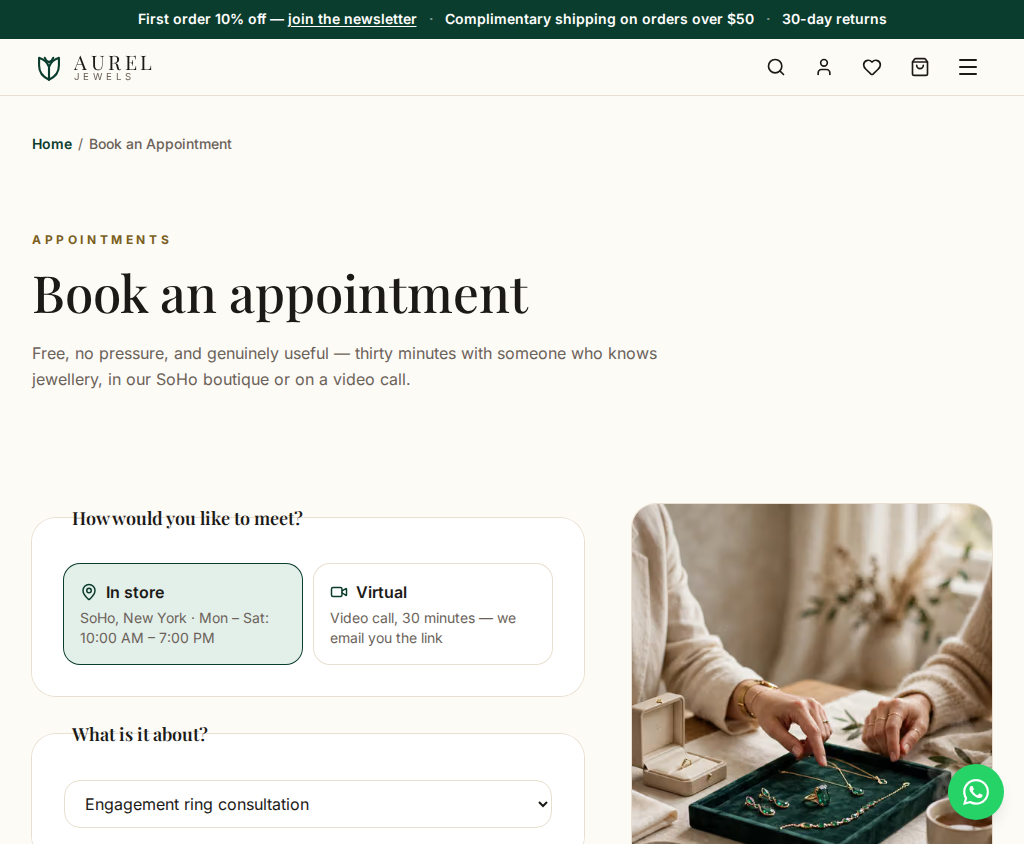 First order 10% off — join the newsletter · Complimentary shipping on orders over $50 · 30-day returns
AUREL
JEWELS
Home / Book an Appointment
APPOINTMENTS
Book an appointment
Free, no pressure, and genuinely useful — thirty minutes with someone who knows
jewellery, in our SoHo boutique or on a video call.
How would you like to meet?
In store
SoHo, New York · Mon – Sat:
10:00 AM – 7:00 PM
Virtual
Video call, 30 minutes — we
email you the link
What is it about?
Engagement ring consultation